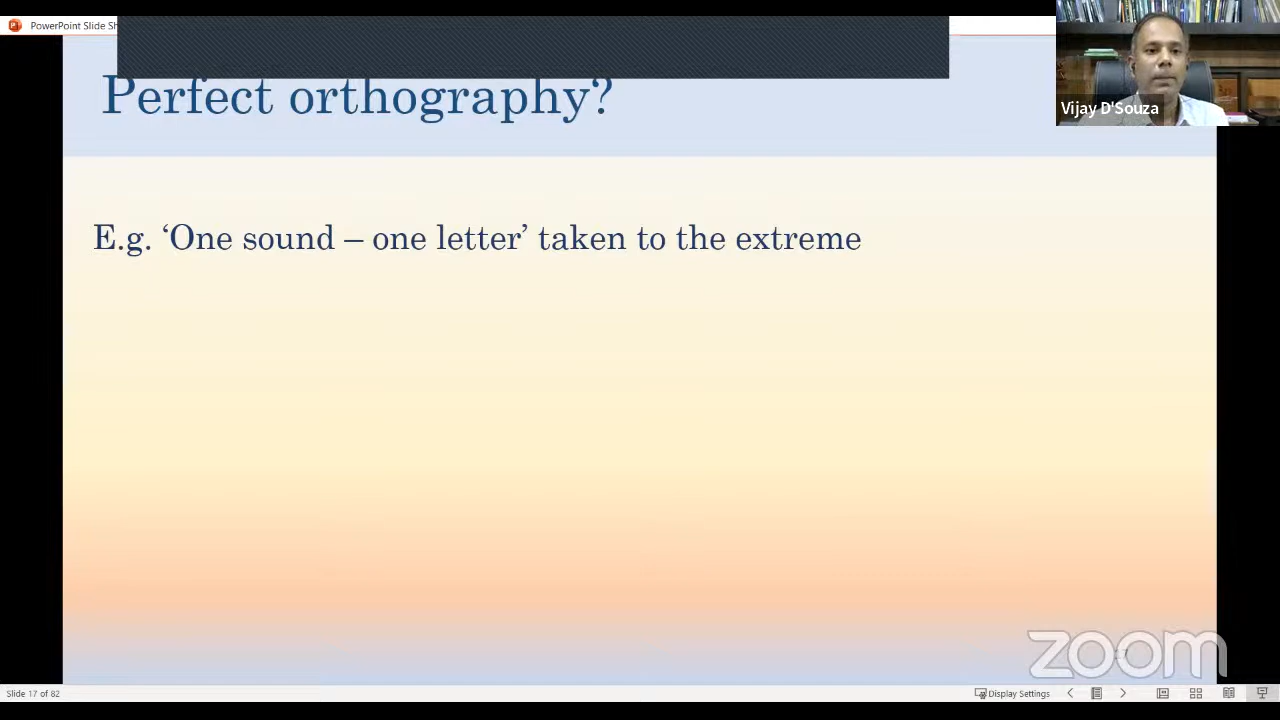 PowerPoint Slide Sh
Perfect orthography?
Vijay D'Souza
E.g. ‘One sound – one letter’ taken to the extreme
zoom
Slide 17 of 82
Display Settings